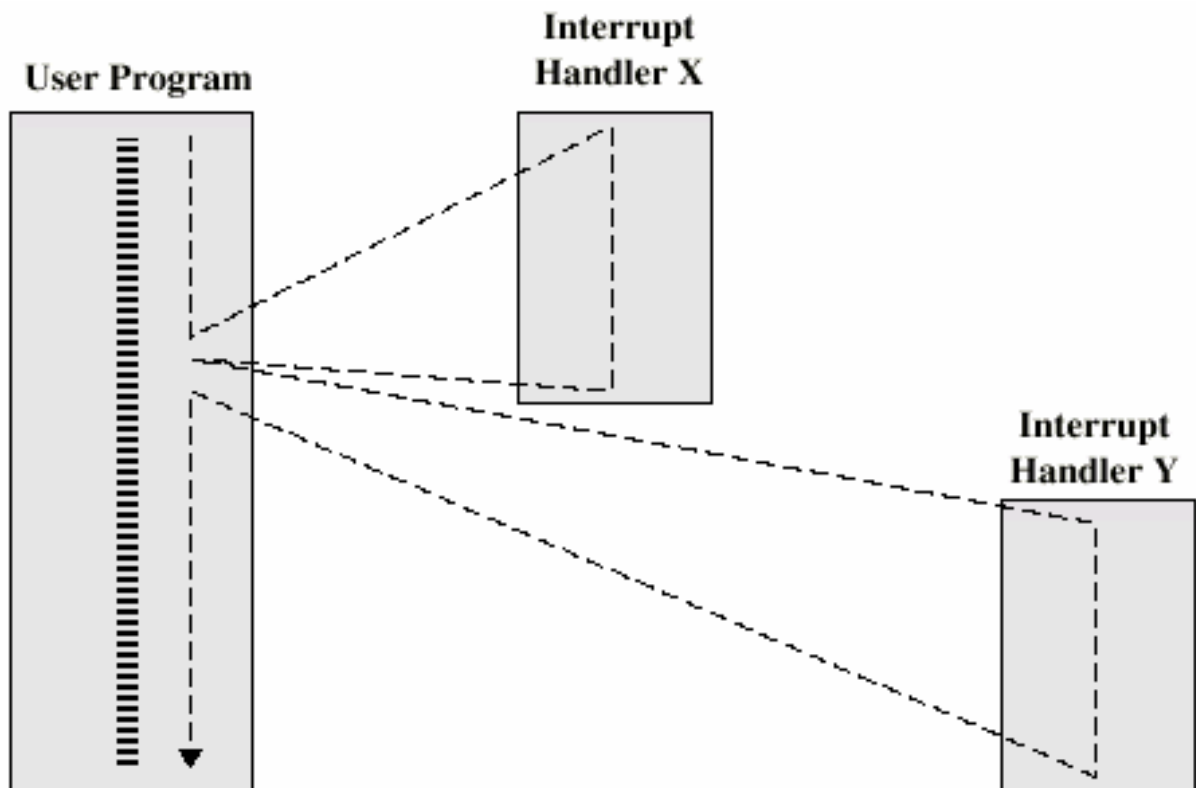 User Program
Interrupt
Handler X
Interrupt
Handler Y